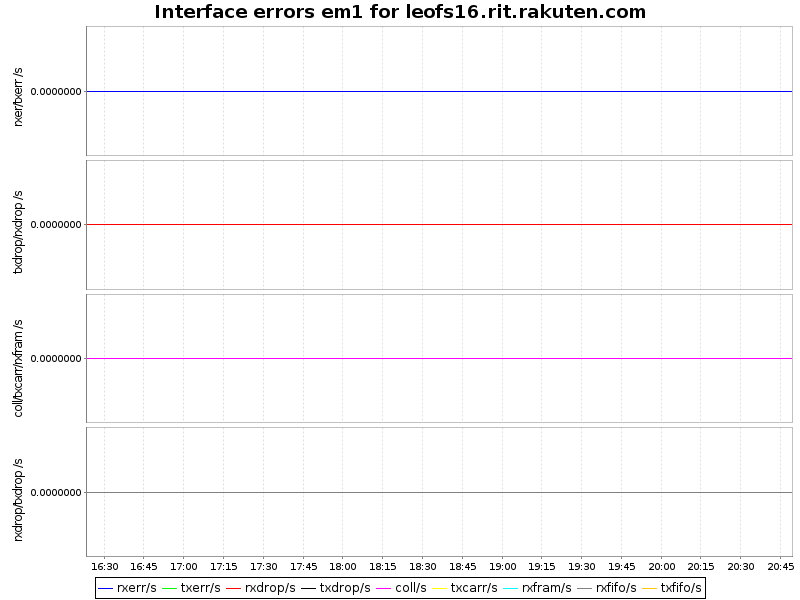 Interface errors em1 for leofs16.rit.rakuten.com
rxer/txerr /s
0.0000000
txdrop/rxdrop /s
0.0000000
coll/txcarr/rxfram /s
0.0000000
rxdrop/txdrop /s
0.0000000
16:30 16:45 17:00 17:15 17:30 17:45 18:00 18:15 18:30 18:45 19:00 19:15 19:30 19:45 20:00 20:15 20:30 20:45
rxerr/s txerr/s rxdrop/s txdrop/s coll/s txcarr/s rxfram/s rxfifo/s txfifo/s